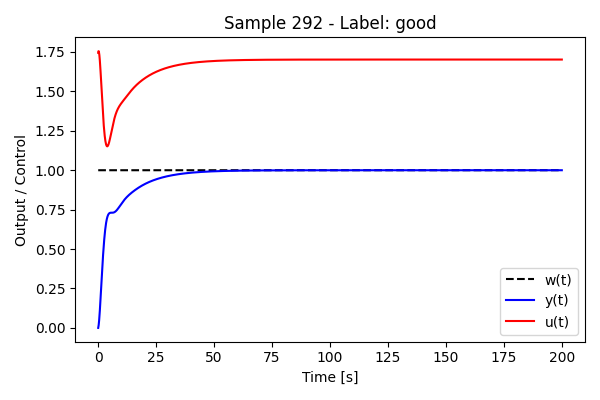 Sample 292 - Label: good
Output / Control
1.75
1.50
1.25
1.00
0.75
0.50
0.25
0.00
w(t)
y(t)
u(t)
0 25 50 75 100 125 150 175 200
Time [s]